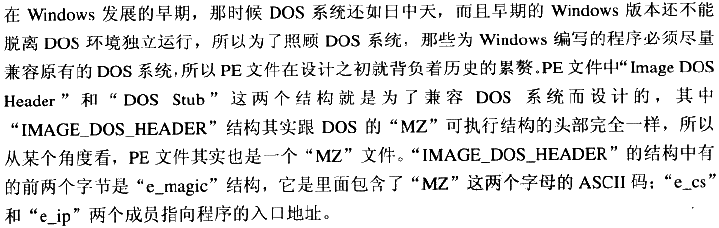 在 Windows 发展的早期，那时候 DOS 系统还如日中天，而且早期的 Windows 版本还不能
脱离 DOS 环境独立运行，所以为了照顾 DOS 系统，那些为 Windows 编写的程序必须尽量
兼容原有的 DOS 系统,所以 PE 文件在设计之初就背负着历史的累赘。PE 文件中“Image DOS
Header ” 和 “ DOS Stub ” 这两个结构就是为了兼容 DOS 系统而设计的，其中
“IMAGE_DOS_HEADER”结构其实跟 DOS 的“MZ”可执行结构的头部完全一样，所以
从某个角度看，PE 文件其实也是一个“MZ”文件。“IMAGE_DOS_HEADER”的结构中有
的前两个字节是“e_magic”结构，它是里面包含了“MZ”这两个字母的 ASCII 码；“e_cs”
和“e_ip”两个成员指向程序的入口地址。